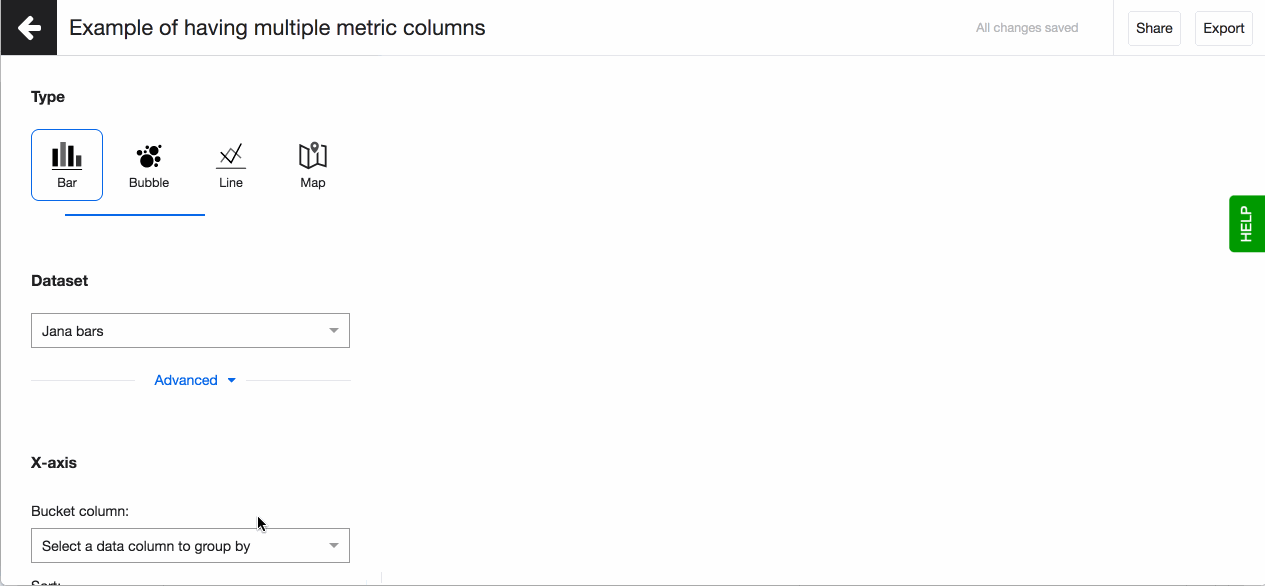 Example of having multiple metric columns
All changes saved
Share
Export
Type
Bar
Bubble
Line
Map
HELP
Dataset
Jana bars
Advanced
X-axis
Bucket column:
Select a data column to group by
Sort: